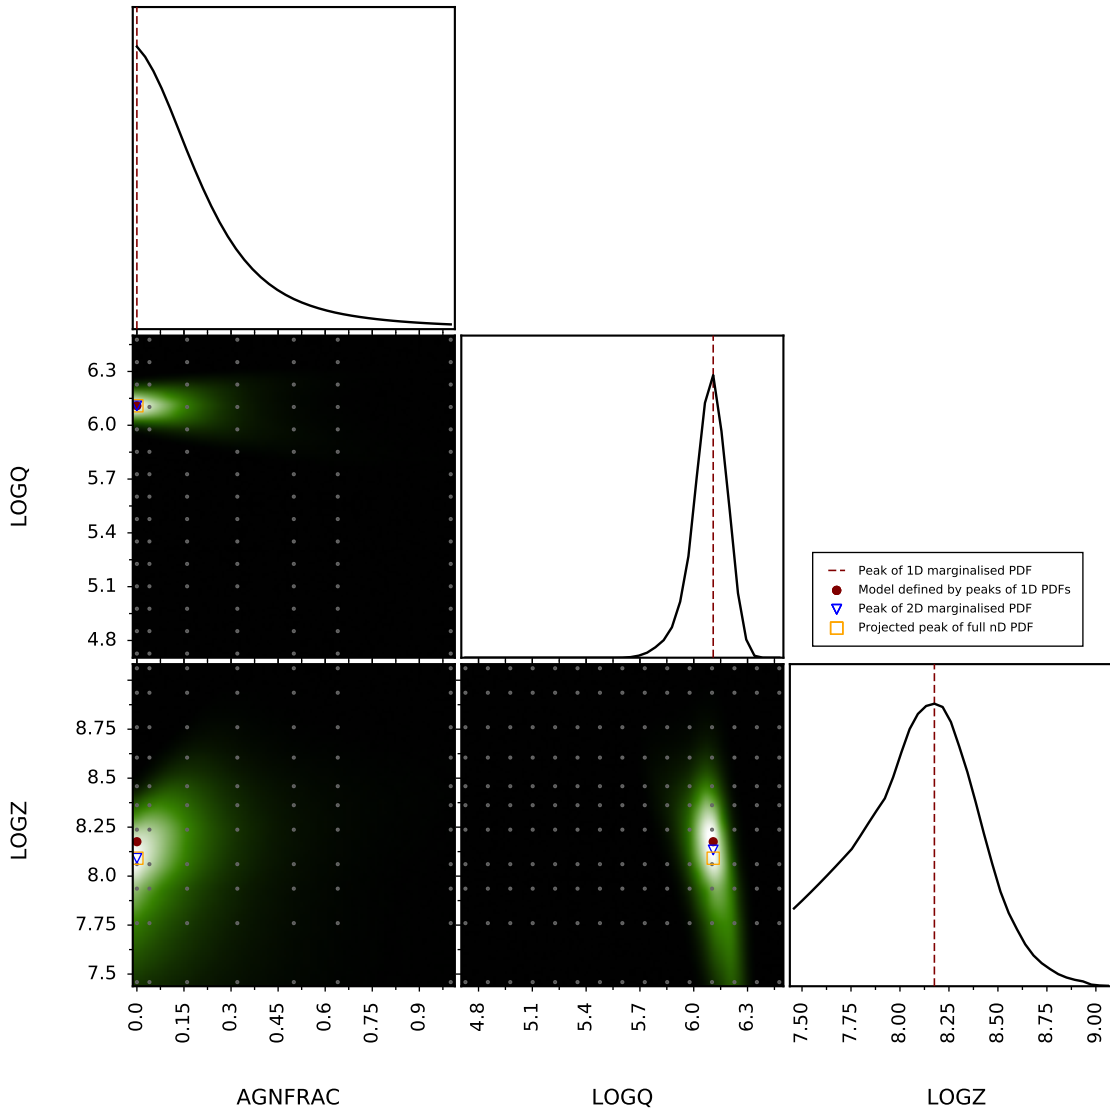 6.3
6.0
5.7
5.4
5.1
4.8
LOGQ
Peak of 1D marginalised PDF
Model defined by peaks of 1D PDFs
Peak of 2D marginalised PDF
Projected peak of full nD PDF
8.75
8.5
8.25
8.0
7.75
7.5
LOGZ
0.0 0.15 0.3 0.45 0.6 0.75 0.9
4.8 5.1 5.4 5.7 6.0 6.3
7.50 7.75 8.00 8.25 8.50 8.75 9.00
AGNFRAC LOGQ LOGZ